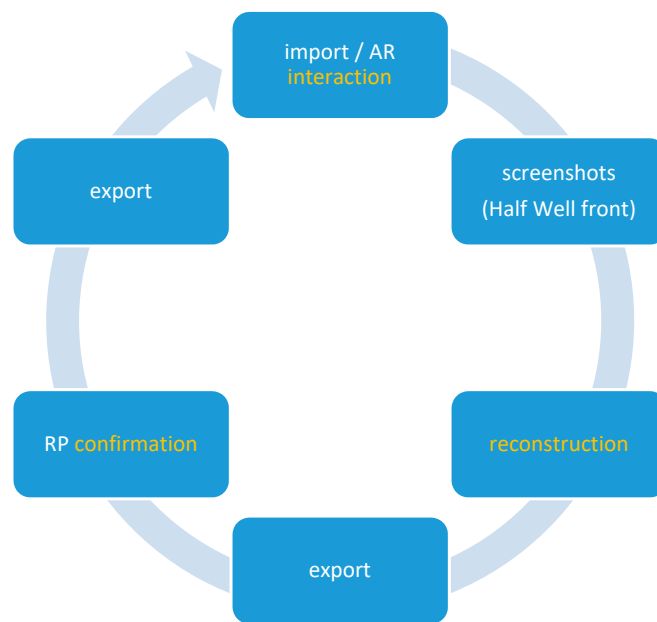 import / AR
interaction
screenshots
(Half Well front)
reconstruction
export
RP confirmation
export